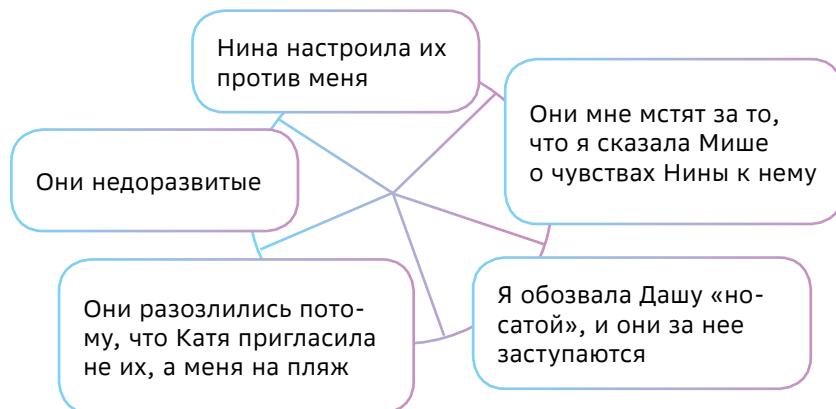 Нина настроила их
против меня
Они мне мстят за то,
что я сказала Мише
о чувствах Нины к нему
Они недоразвитые
Они разозлились пото-
му, что Катя пригласила
не их, а меня на пляж
Я обозвала Дашу «но-
сатой», и они за нее
заступаются